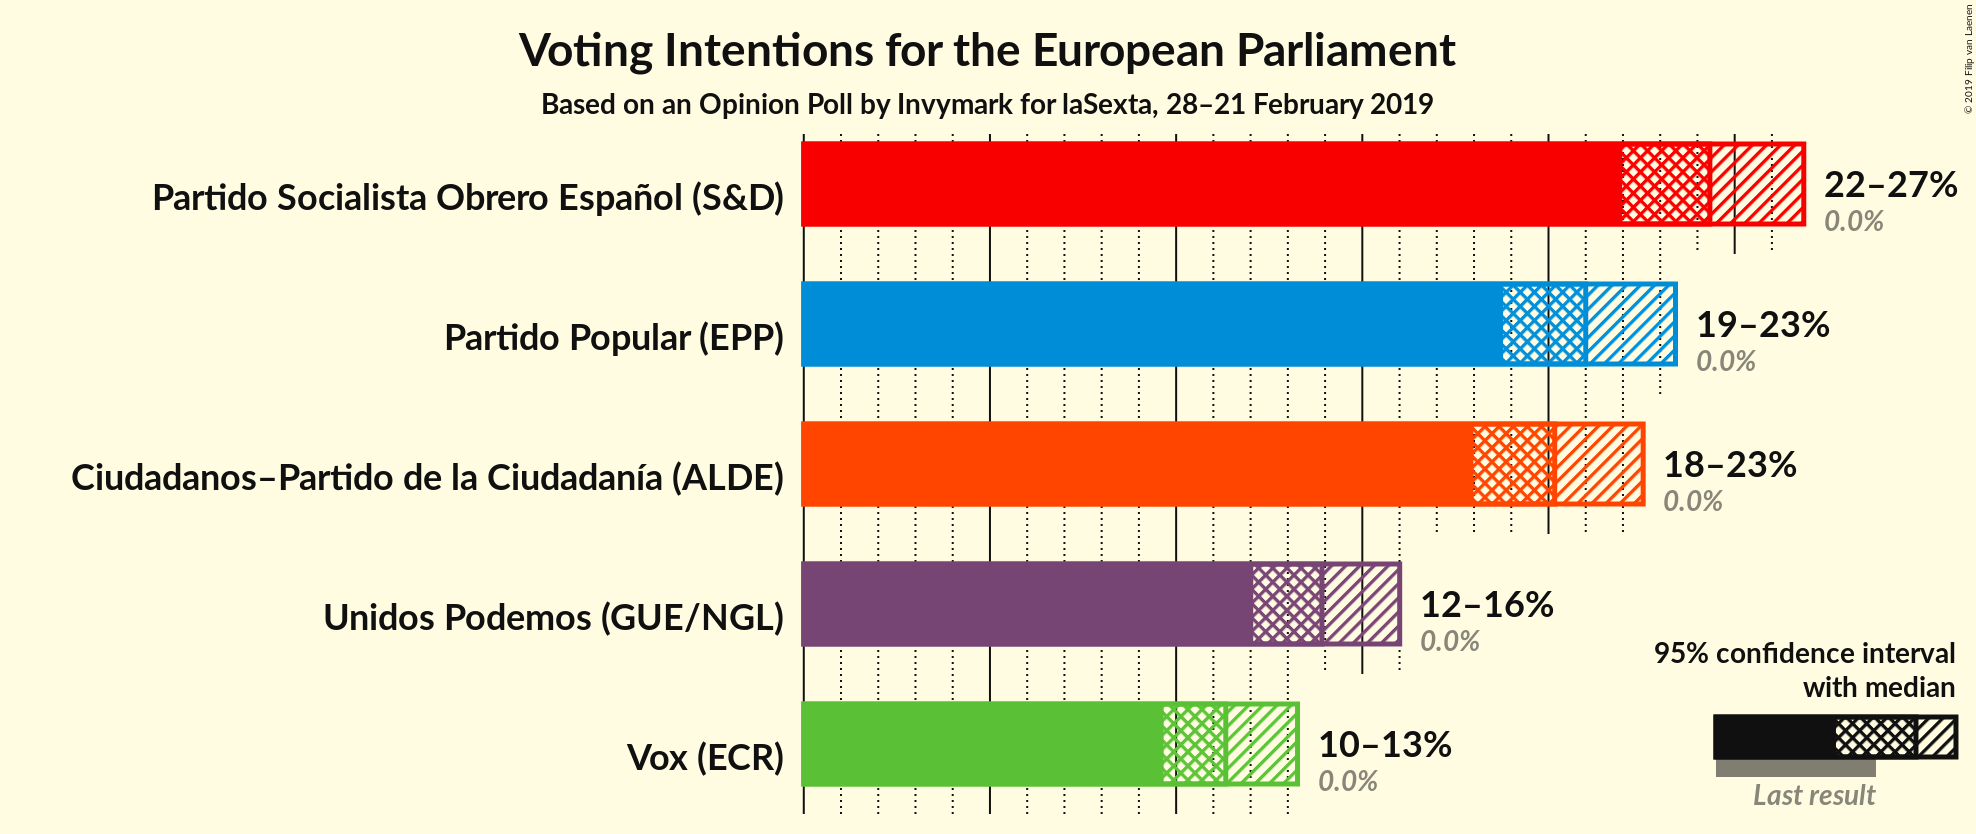 Voting Intentions for the European Parliament
Based on an Opinion Poll by Invymark for laSexta, 28–21 February 2019
© 2019 Filip van Laenen
Partido Socialista Obrero Español (S&D)
22–27%
0.0%
Partido Popular (EPP)
19–23%
0.0%
Ciudadanos–Partido de la Ciudadanía (ALDE)
18–23%
0.0%
Unidos Podemos (GUE/NGL)
12–16%
0.0%
Vox (ECR)
10–13%
0.0%
95% confidence interval
with median
Last result